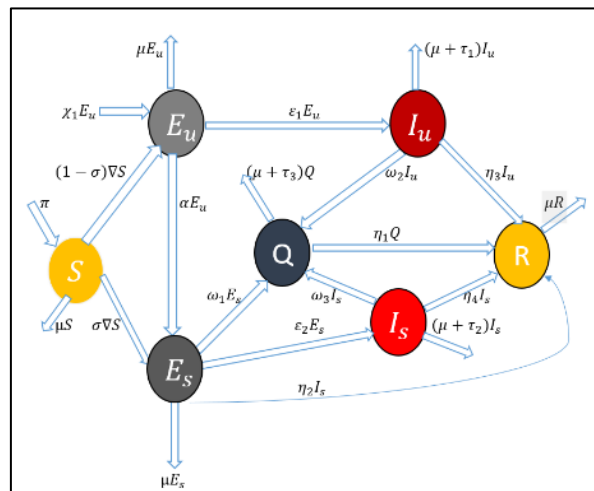 μE_u
(μ + τ_1)I_u
χ_1E_u
E_u
ε_1E_u
I_u
(1 − σ)∇S
(μ + τ_3)Q
ω_2I_u
η_3I_u
π
αE_u
μR
S
Q
η_1Q
R
μS
σ∇S
ω_1E_s
ω_3I_s
η_4I_s
I_s
ε_2E_s
(μ + τ_2)I_s
E_s
η_2I_s
μE_s